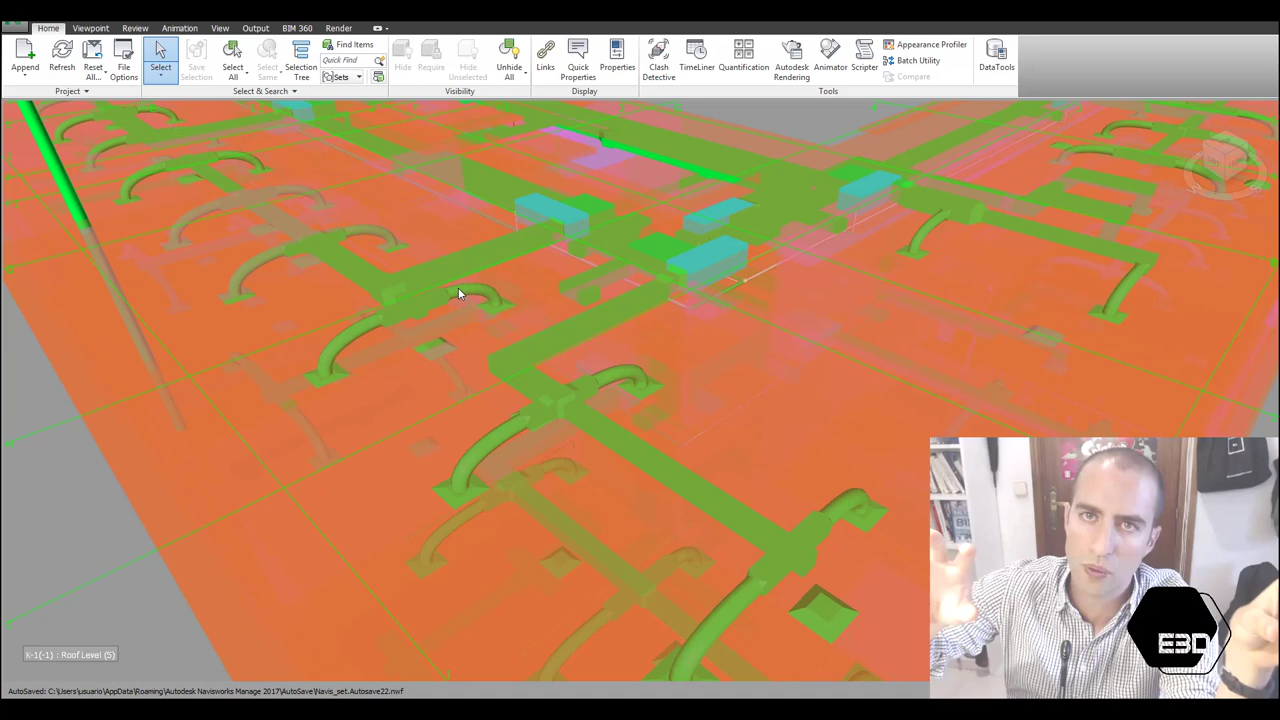 Home Viewpoint Review Animation View Output BIM 360 Render
Append
Refresh
Reset
All...
File
Options
Select
Save
Selection
Select
All
Select
Same
Selection
Tree
Find Items
Quick Find
Sets
Hide
Require
Hide
Unselected
Unhide
All
Links
Quick
Properties
Properties
Clash
Detective
TimeLiner
Quantification
Autodesk
Rendering
Animator
Scripter
Appearance Profiler
Batch Utility
Compare
DataTools
Project
Select & Search
Visibility
Display
Tools
K-1(-1) : Roof Level (5)
E3D
AutoSaved: C:\Users\usuario\AppData\Roaming\Autodesk Navisworks Manage 2017\AutoSave\Navis_set.Autosave22.nwf